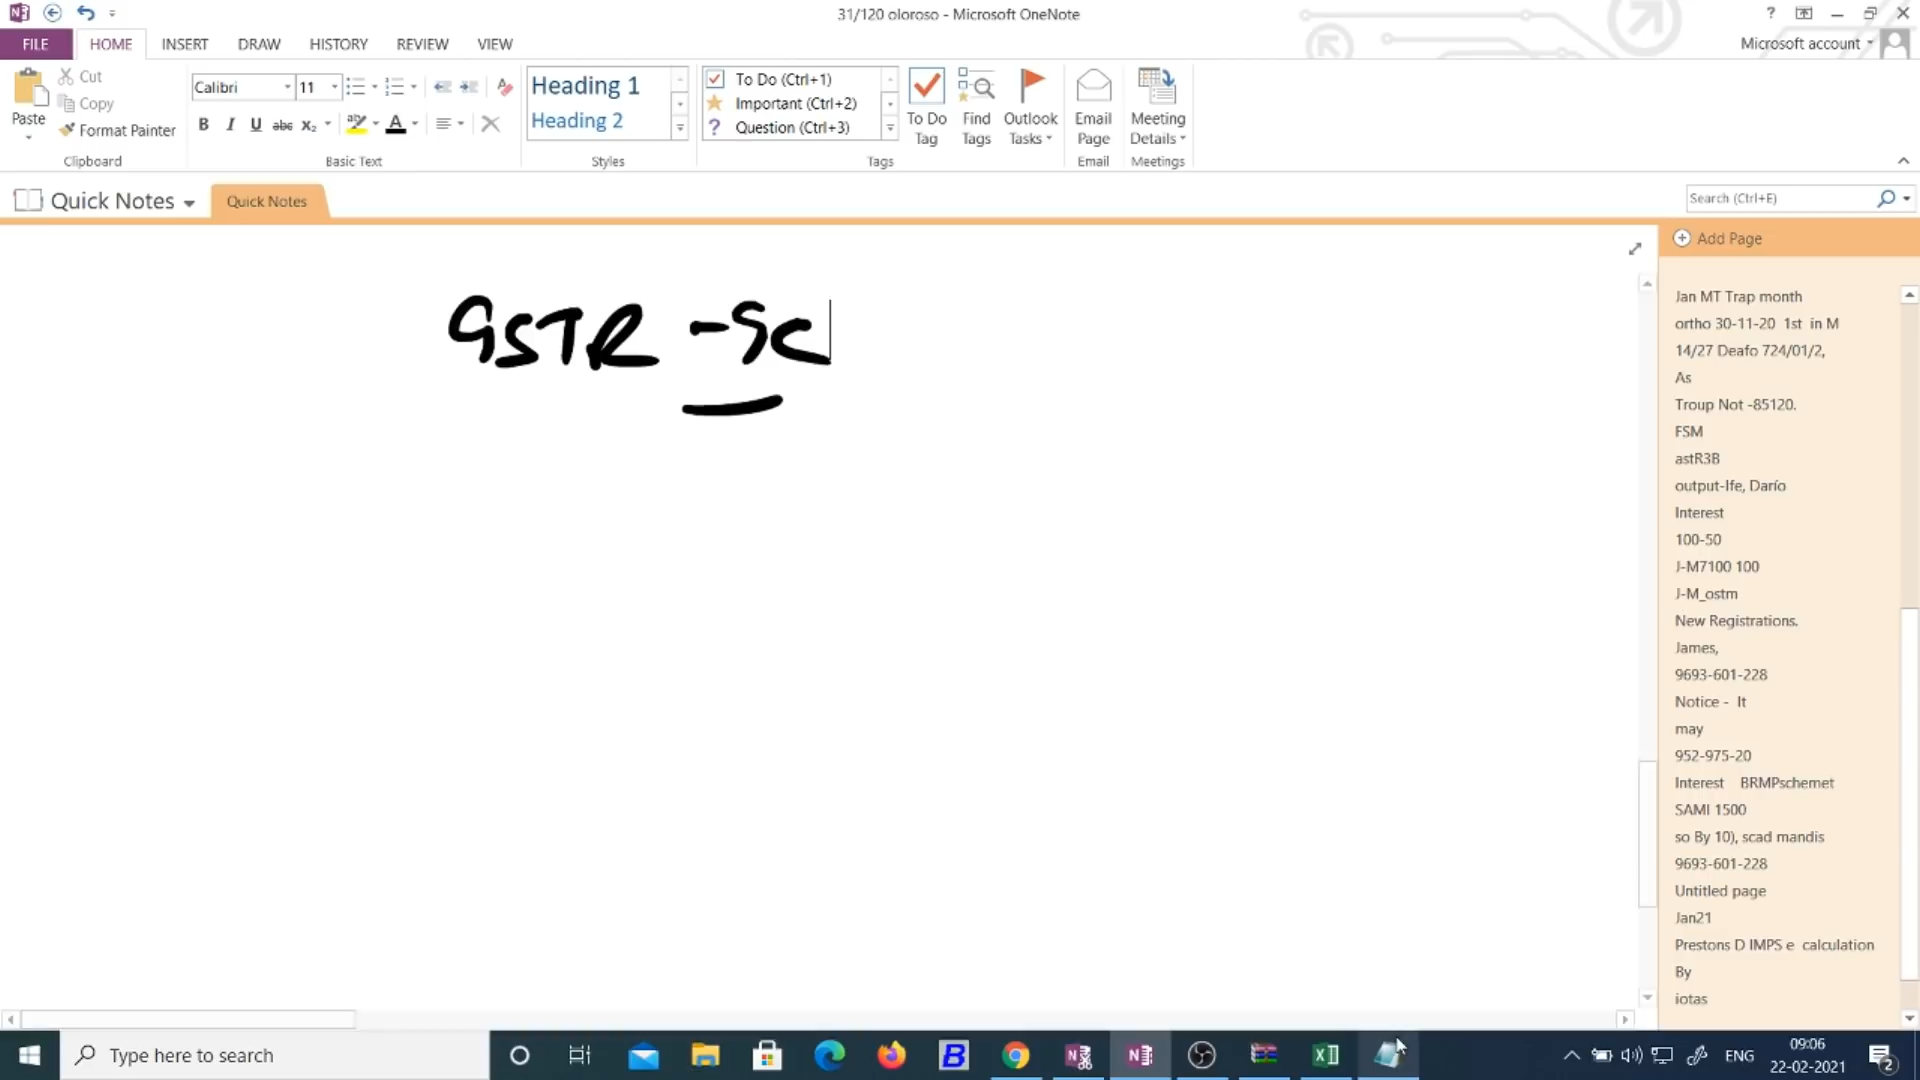 31/120 oloroso - Microsoft OneNote
?
FILE HOME INSERT DRAW HISTORY REVIEW VIEW
Microsoft account
Paste
Cut
Copy
Format Painter
Clipboard
Calibri 11
B I U abc X₂ aby A
Basic Text
Heading 1
Heading 2
Styles
To Do (Ctrl+1)
Important (Ctrl+2)
? Question (Ctrl+3)
Tags
To Do
Tag
Find
Tags
Outlook
Tasks
Email
Page
Email
Meeting
Details
Meetings
Quick Notes
Quick Notes
Search (Ctrl+E)
GSTR -9C
Add Page
Jan MT Trap month
ortho 30-11-20 1st in M
14/27 Deafo 724/01/2,
As
Troup Not -85120.
FSM
astR3B
output-Ife, Darío
Interest
100-50
J-M7100 100
J-M_ostm
New Registrations.
James,
9693-601-228
Notice - It
may
952-975-20
Interest BRMPschemet
SAMI 1500
so By 10), scad mandis
9693-601-228
Untitled page
Jan21
Prestons D IMPS e calculation
By
iotas
Type here to search
ENG
09:06
22-02-2021
2